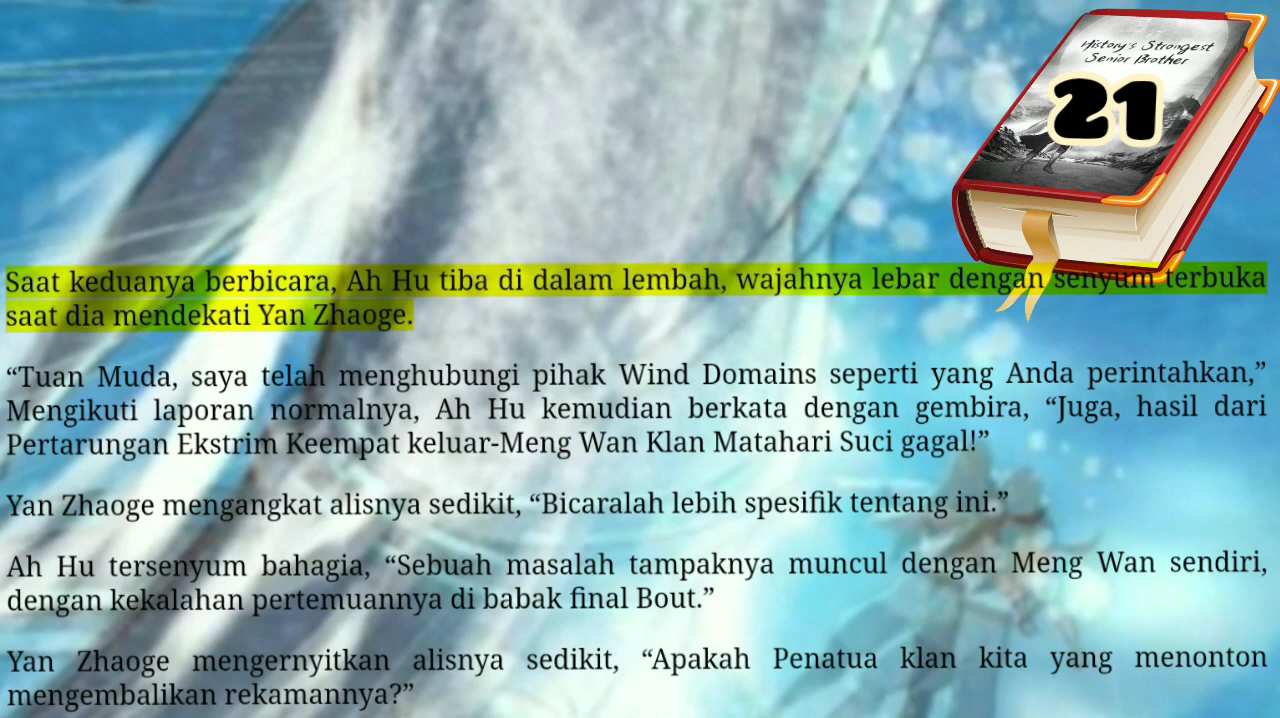 History's Strongest
Senior Brother
21
Saat keduanya berbicara, Ah Hu tiba di dalam lembah, wajahnya lebar dengan senyum terbuka
saat dia mendekati Yan Zhaoge.
“Tuan Muda, saya telah menghubungi pihak Wind Domains seperti yang Anda perintahkan,”
Mengikuti laporan normalnya, Ah Hu kemudian berkata dengan gembira, “Juga, hasil dari
Pertarungan Ekstrim Keempat keluar-Meng Wan Klan Matahari Suci gagal!”
Yan Zhaoge mengangkat alisnya sedikit, “Bicaralah lebih spesifik tentang ini.”
Ah Hu tersenyum bahagia, “Sebuah masalah tampaknya muncul dengan Meng Wan sendiri,
dengan kekalahan pertemuannya di babak final Bout.”
Yan Zhaoge mengernyitkan alisnya sedikit, “Apakah Penatua klan kita yang menonton
mengembalikan rekamannya?”